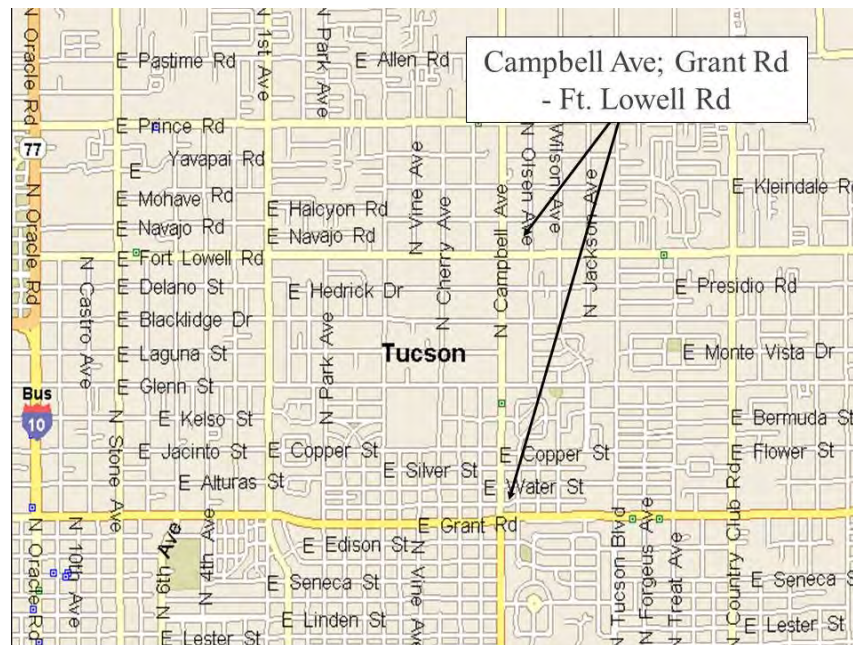 Campbell Ave; Grant Rd
- Ft. Lowell Rd
N Oracle Rd
N 1st Ave
N Park Ave
E Pastime Rd
E Allen Rd
E Prince Rd
77
E Yavapai Rd
N Oracle Rd
E Mohave Rd
E Halcyon Rd
N Vine Ave
N Olsen Ave
N Wilson Ave
E Kleindale Rd
E Navajo Rd
E Navajo Rd
N Cherry Ave
N Campbell Ave
N Jackson Ave
E Fort Lowell Rd
N Castro Ave
E Delano St
E Hedrick Dr
E Presidio Rd
E Blacklidge Dr
N Park Ave
Tucson
E Laguna St
E Monte Vista Dr
Bus
10
E Glenn St
N Stone Ave
E Kelso St
E Bermuda St
E Jacinto St
E Copper St
E Copper St
E Flower St
E Silver St
E Alturas St
E Water St
N Country Club Rd
N Oracle Rd
N 10th Ave
N 6th Ave
N 4th Ave
E Grant Rd
N Tucson Blvd
N Forgeus Ave
N Treat Ave
E Edison St
N Vine Ave
E Seneca St
E Seneca S
E Linden St
E Lester St
E Lester St